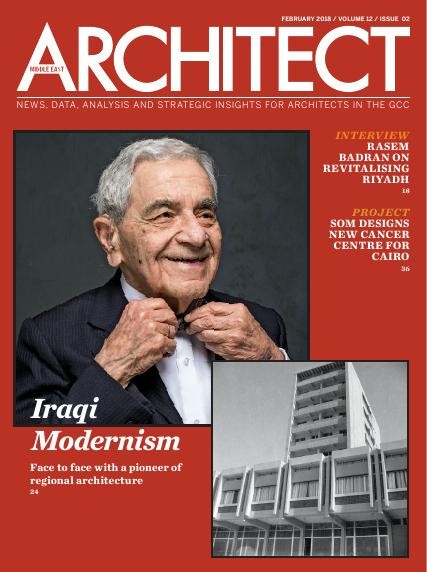 FEBRUARY 2018 / VOLUME 12 / ISSUE 02
MIDDLE EAST
ARCHITECT
NEWS, DATA, ANALYSIS AND STRATEGIC INSIGHTS FOR ARCHITECTS IN THE GCC
INTERVIEW
RASEM
BADRAN ON
REVITALISING
RIYADH
18
PROJECT
SOM DESIGNS
NEW CANCER
CENTRE FOR
CAIRO
36
Iraqi
Modernism
Face to face with a pioneer of
regional architecture
24